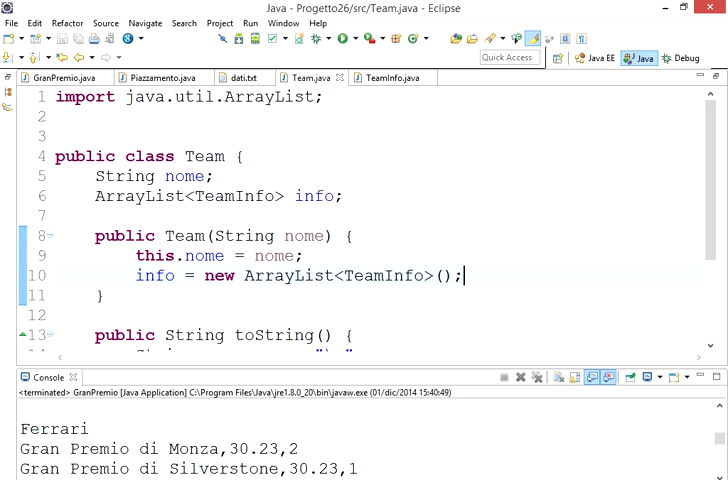 Java - Progetto26/src/Team.java - Eclipse
File Edit Refactor Source Navigate Search Project Run Window Help
Quick Access Java EE Java Debug
GranPremio.java Piazzamento.java dati.txt Team.java TeamInfo.java
1 import java.util.ArrayList;
2
3
4 public class Team {
5 String nome;
6 ArrayList<TeamInfo> info;
7
8 public Team(String nome) {
9 this.nome = nome;
10 info = new ArrayList<TeamInfo>();
11 }
12
13 public String toString() {
Console
<terminated> GranPremio [Java Application] C:\Program Files\Java\jre1.8.0_20\bin\javaw.exe (01/dic/2014 15:40:49)
Ferrari
Gran Premio di Monza,30.23,2
Gran Premio di Silverstone,30.23,1